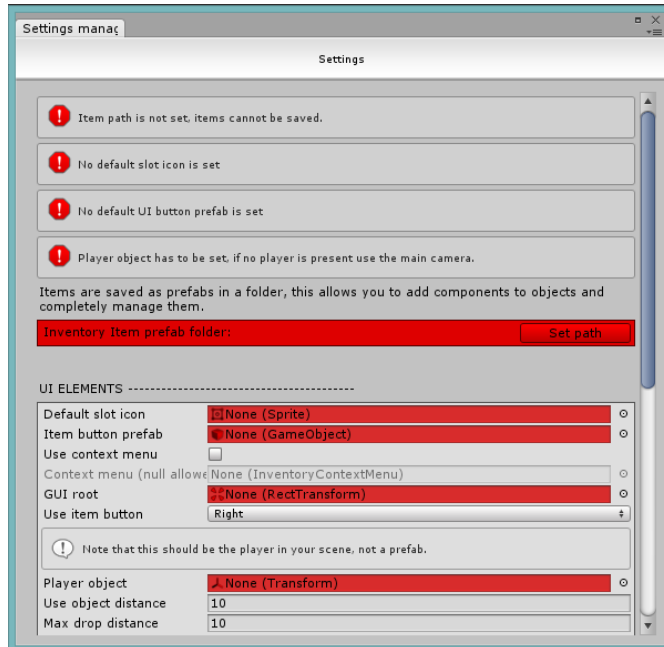 Settings manag
Settings
Item path is not set, items cannot be saved.
No default slot icon is set
No default UI button prefab is set
Player object has to be set, if no player is present use the main camera.
Items are saved as prefabs in a folder, this allows you to add components to objects and
completely manage them.
Inventory Item prefab folder: Set path
UI ELEMENTS -----------------------------------------
Default slot icon None (Sprite)
Item button prefab None (GameObject)
Use context menu
Context menu (null allowe None (InventoryContextMenu)
GUI root None (RectTransform)
Use item button Right
Note that this should be the player in your scene, not a prefab.
Player object None (Transform)
Use object distance 10
Max drop distance 10